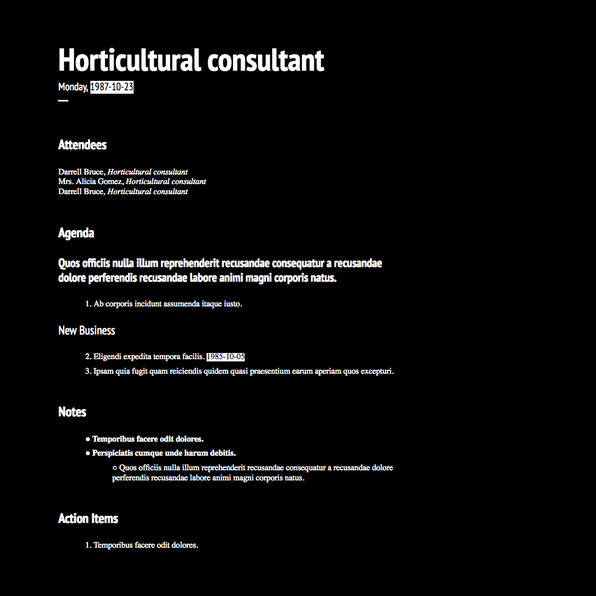 Horticultural consultant
Monday, 1987-10-23
Attendees
Darrell Bruce, Horticultural consultant
Mrs. Alicia Gomez, Horticultural consultant
Darrell Bruce, Horticultural consultant
Agenda
Quos officiis nulla illum reprehenderit recusandae consequatur a recusandae
dolore perferendis recusandae labore animi magni corporis natus.
1. Ab corporis incidunt assumenda itaque iusto.
New Business
2. Eligendi expedita tempora facilis. 1985-10-05
3. Ipsam quia fugit quam reiciendis quidem quasi praesentium earum aperiam quos excepturi.
Notes
● Temporibus facere odit dolores.
● Perspiciatis cumque unde harum debitis.
○ Quos officiis nulla illum reprehenderit recusandae consequatur a recusandae dolore
perferendis recusandae labore animi magni corporis natus.
Action Items
1. Temporibus facere odit dolores.